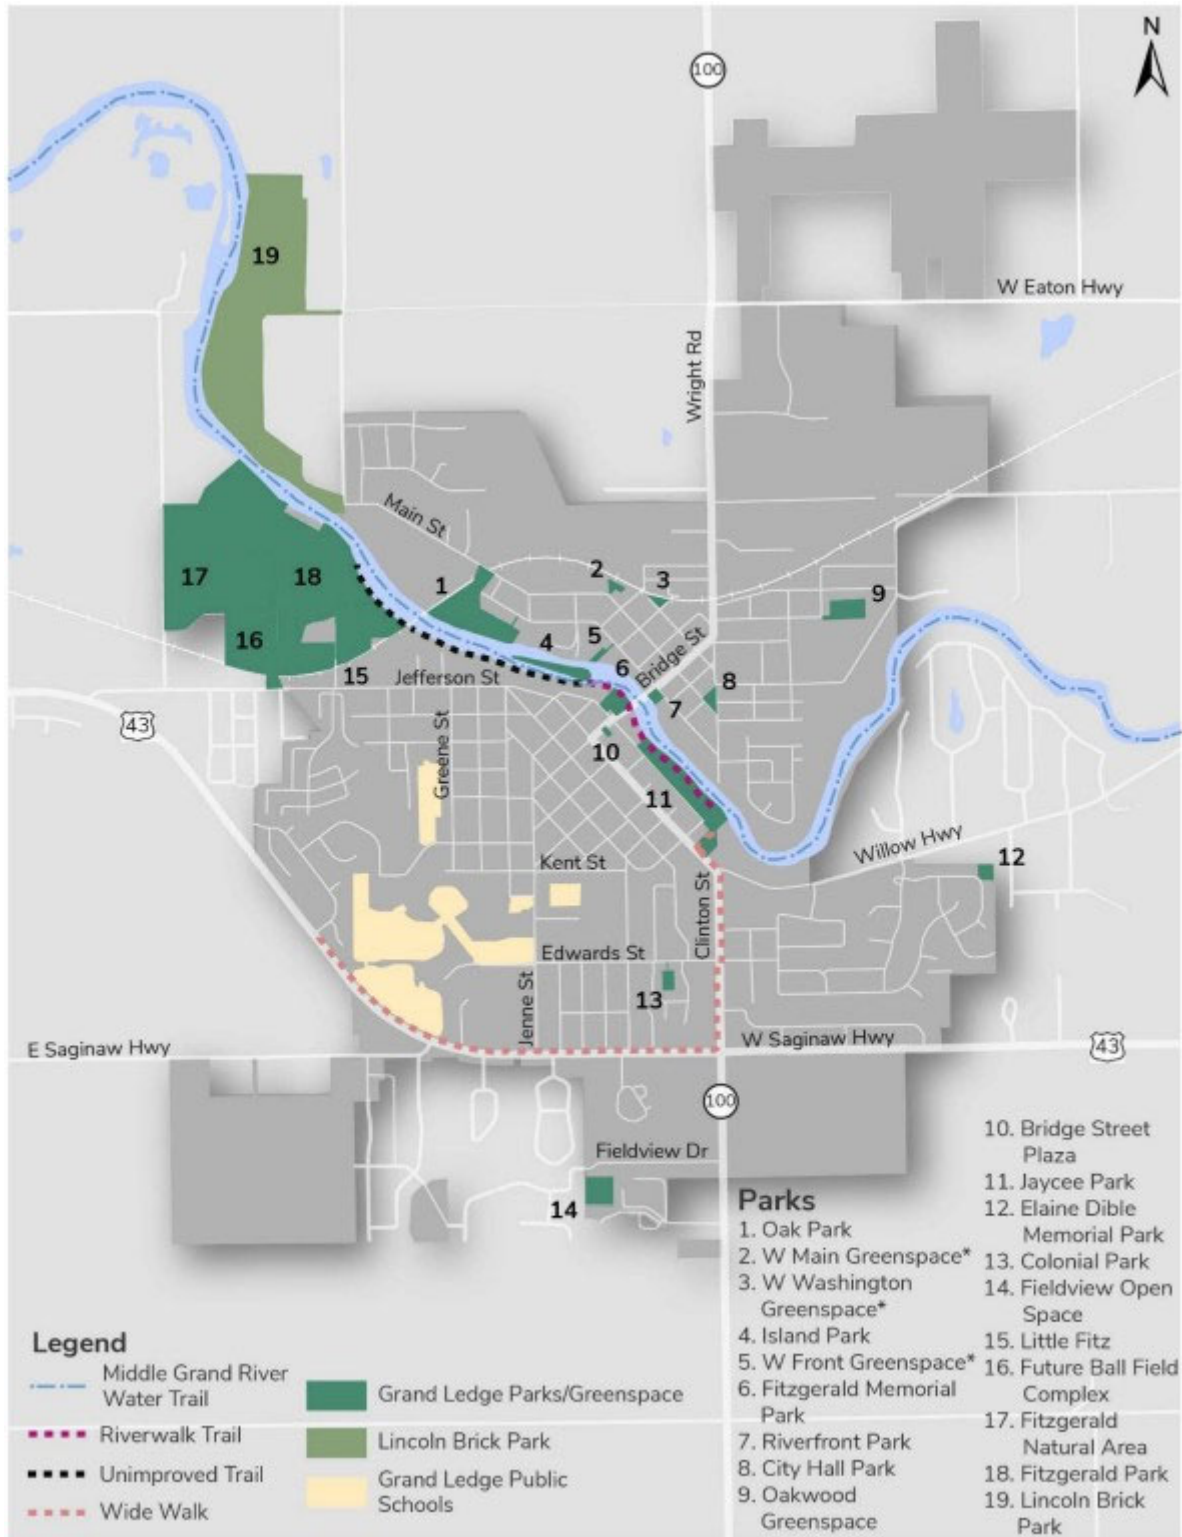 N
100
19
W Eaton Hwy
Wright Rd
Main St
17
18
1
2
3
9
16
4
5
15
Jefferson St
6
Bridge St
8
7
43
Greene St
10
11
Willow Hwy
Kent St
12
Clinton St
Edwards St
Jenne St
13
E Saginaw Hwy
W Saginaw Hwy
43
100
Fieldview Dr
14
Parks
1. Oak Park
2. W Main Greenspace*
3. W Washington
Greenspace*
4. Island Park
5. W Front Greenspace*
6. Fitzgerald Memorial
Park
7. Riverfront Park
8. City Hall Park
9. Oakwood
Greenspace
10. Bridge Street
Plaza
11. Jaycee Park
12. Elaine Dible
Memorial Park
13. Colonial Park
14. Fieldview Open
Space
15. Little Fitz
16. Future Ball Field
Complex
17. Fitzgerald
Natural Area
18. Fitzgerald Park
19. Lincoln Brick
Park
Legend
Middle Grand River
Water Trail
Riverwalk Trail
Unimproved Trail
Wide Walk
Grand Ledge Parks/Greenspace
Lincoln Brick Park
Grand Ledge Public
Schools